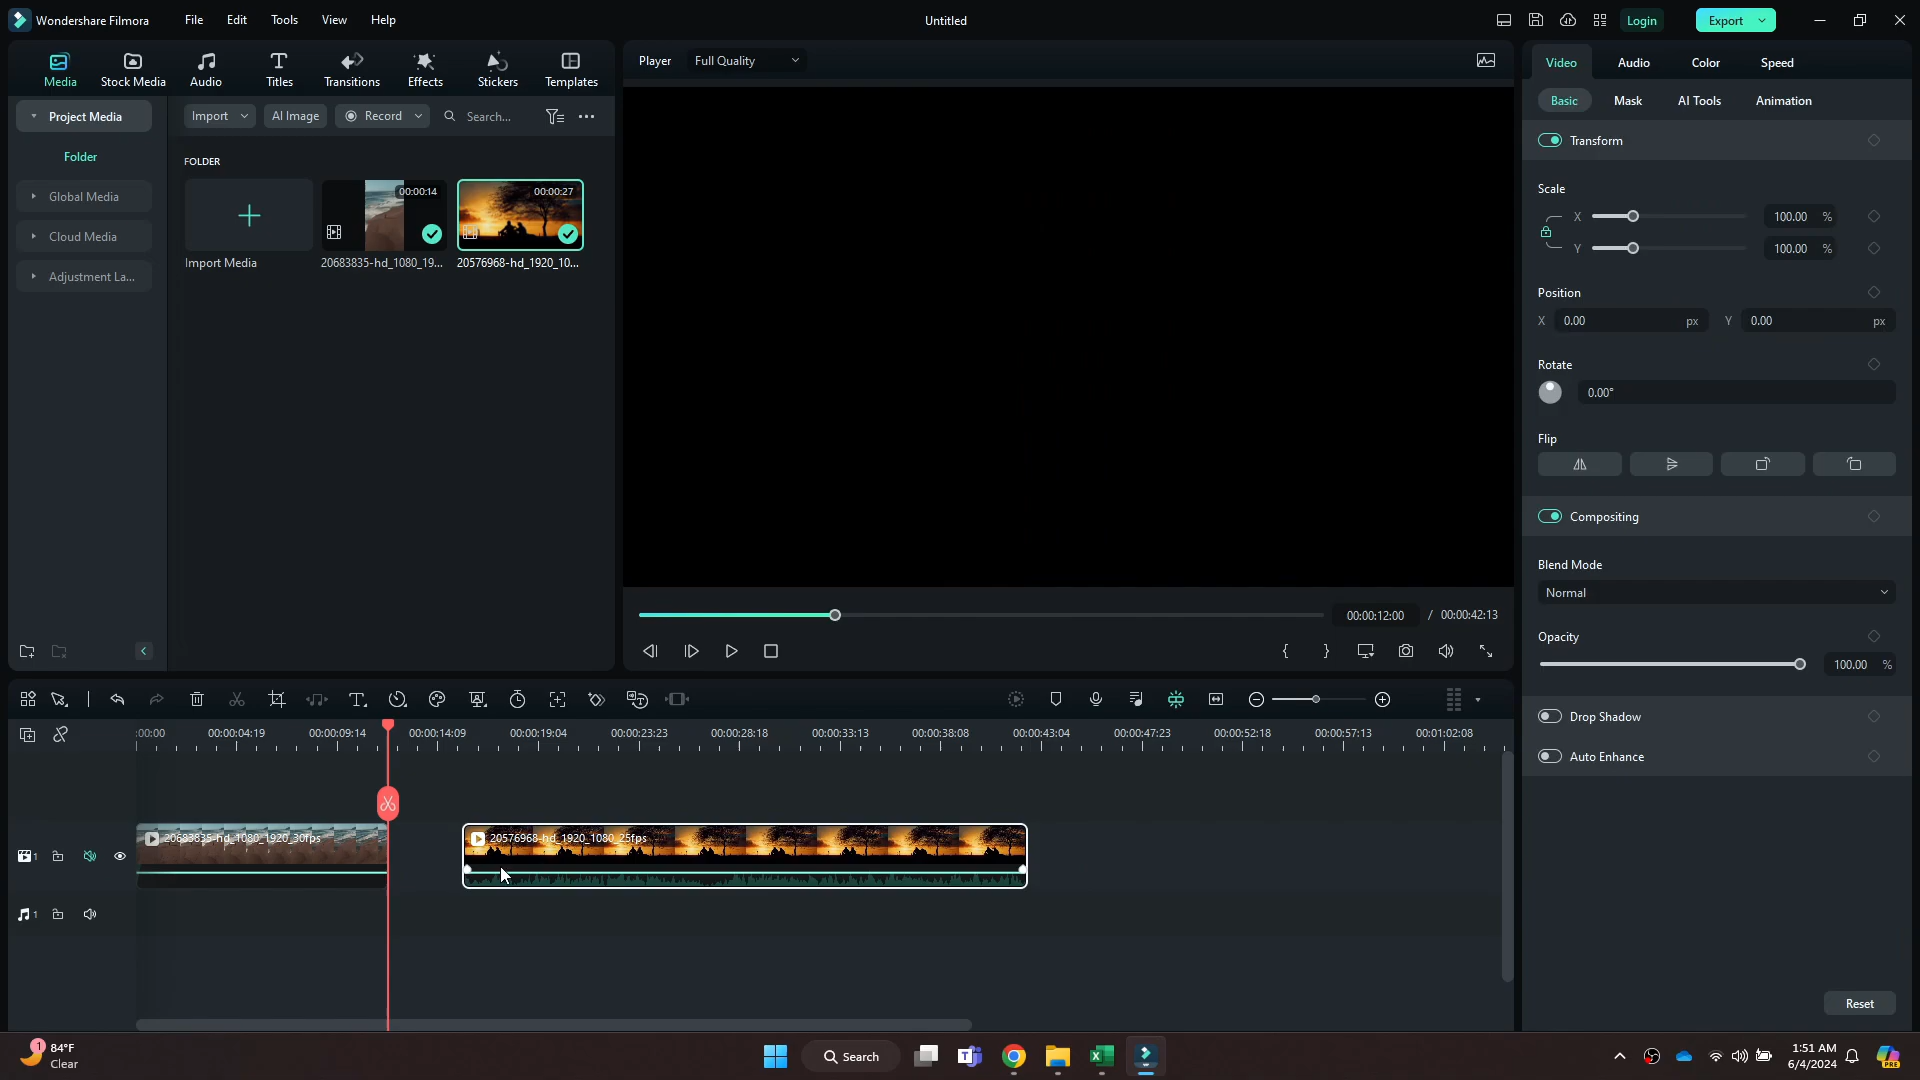 Wondershare Filmora
File
Edit
Tools
View
Help
Untitled
Login
Export
Media
Stock Media
Audio
Titles
Transitions
Effects
Stickers
Templates
Player
Full Quality
Video
Audio
Color
Speed
Project Media
Import
AI Image
Record
Search...
Basic
Mask
AI Tools
Animation
Folder
FOLDER
Transform
Global Media
Cloud Media
Adjustment La...
00:00:14
00:00:27
Import Media
20683835-hd_1080_19...
20576968-hd_1920_10...
Scale
X
100.00 %
Y
100.00 %
Position
X 0.00 px
Y 0.00 px
Rotate
0.00°
Flip
Compositing
Blend Mode
Normal
Opacity
100.00 %
Drop Shadow
Auto Enhance
Reset
00:00:12:00 / 00:00:42:13
:00:00
00:00:04:19
00:00:09:14
00:00:14:09
00:00:19:04
00:00:23:23
00:00:28:18
00:00:33:13
00:00:38:08
00:00:43:04
00:00:47:23
00:00:52:18
00:00:57:13
00:01:02:08
20683835-hd_1080_1920_30fps
20576968-hd_1920_1080_25fps
1
1
1
84°F
Clear
Search
1:51 AM
6/4/2024
PRE